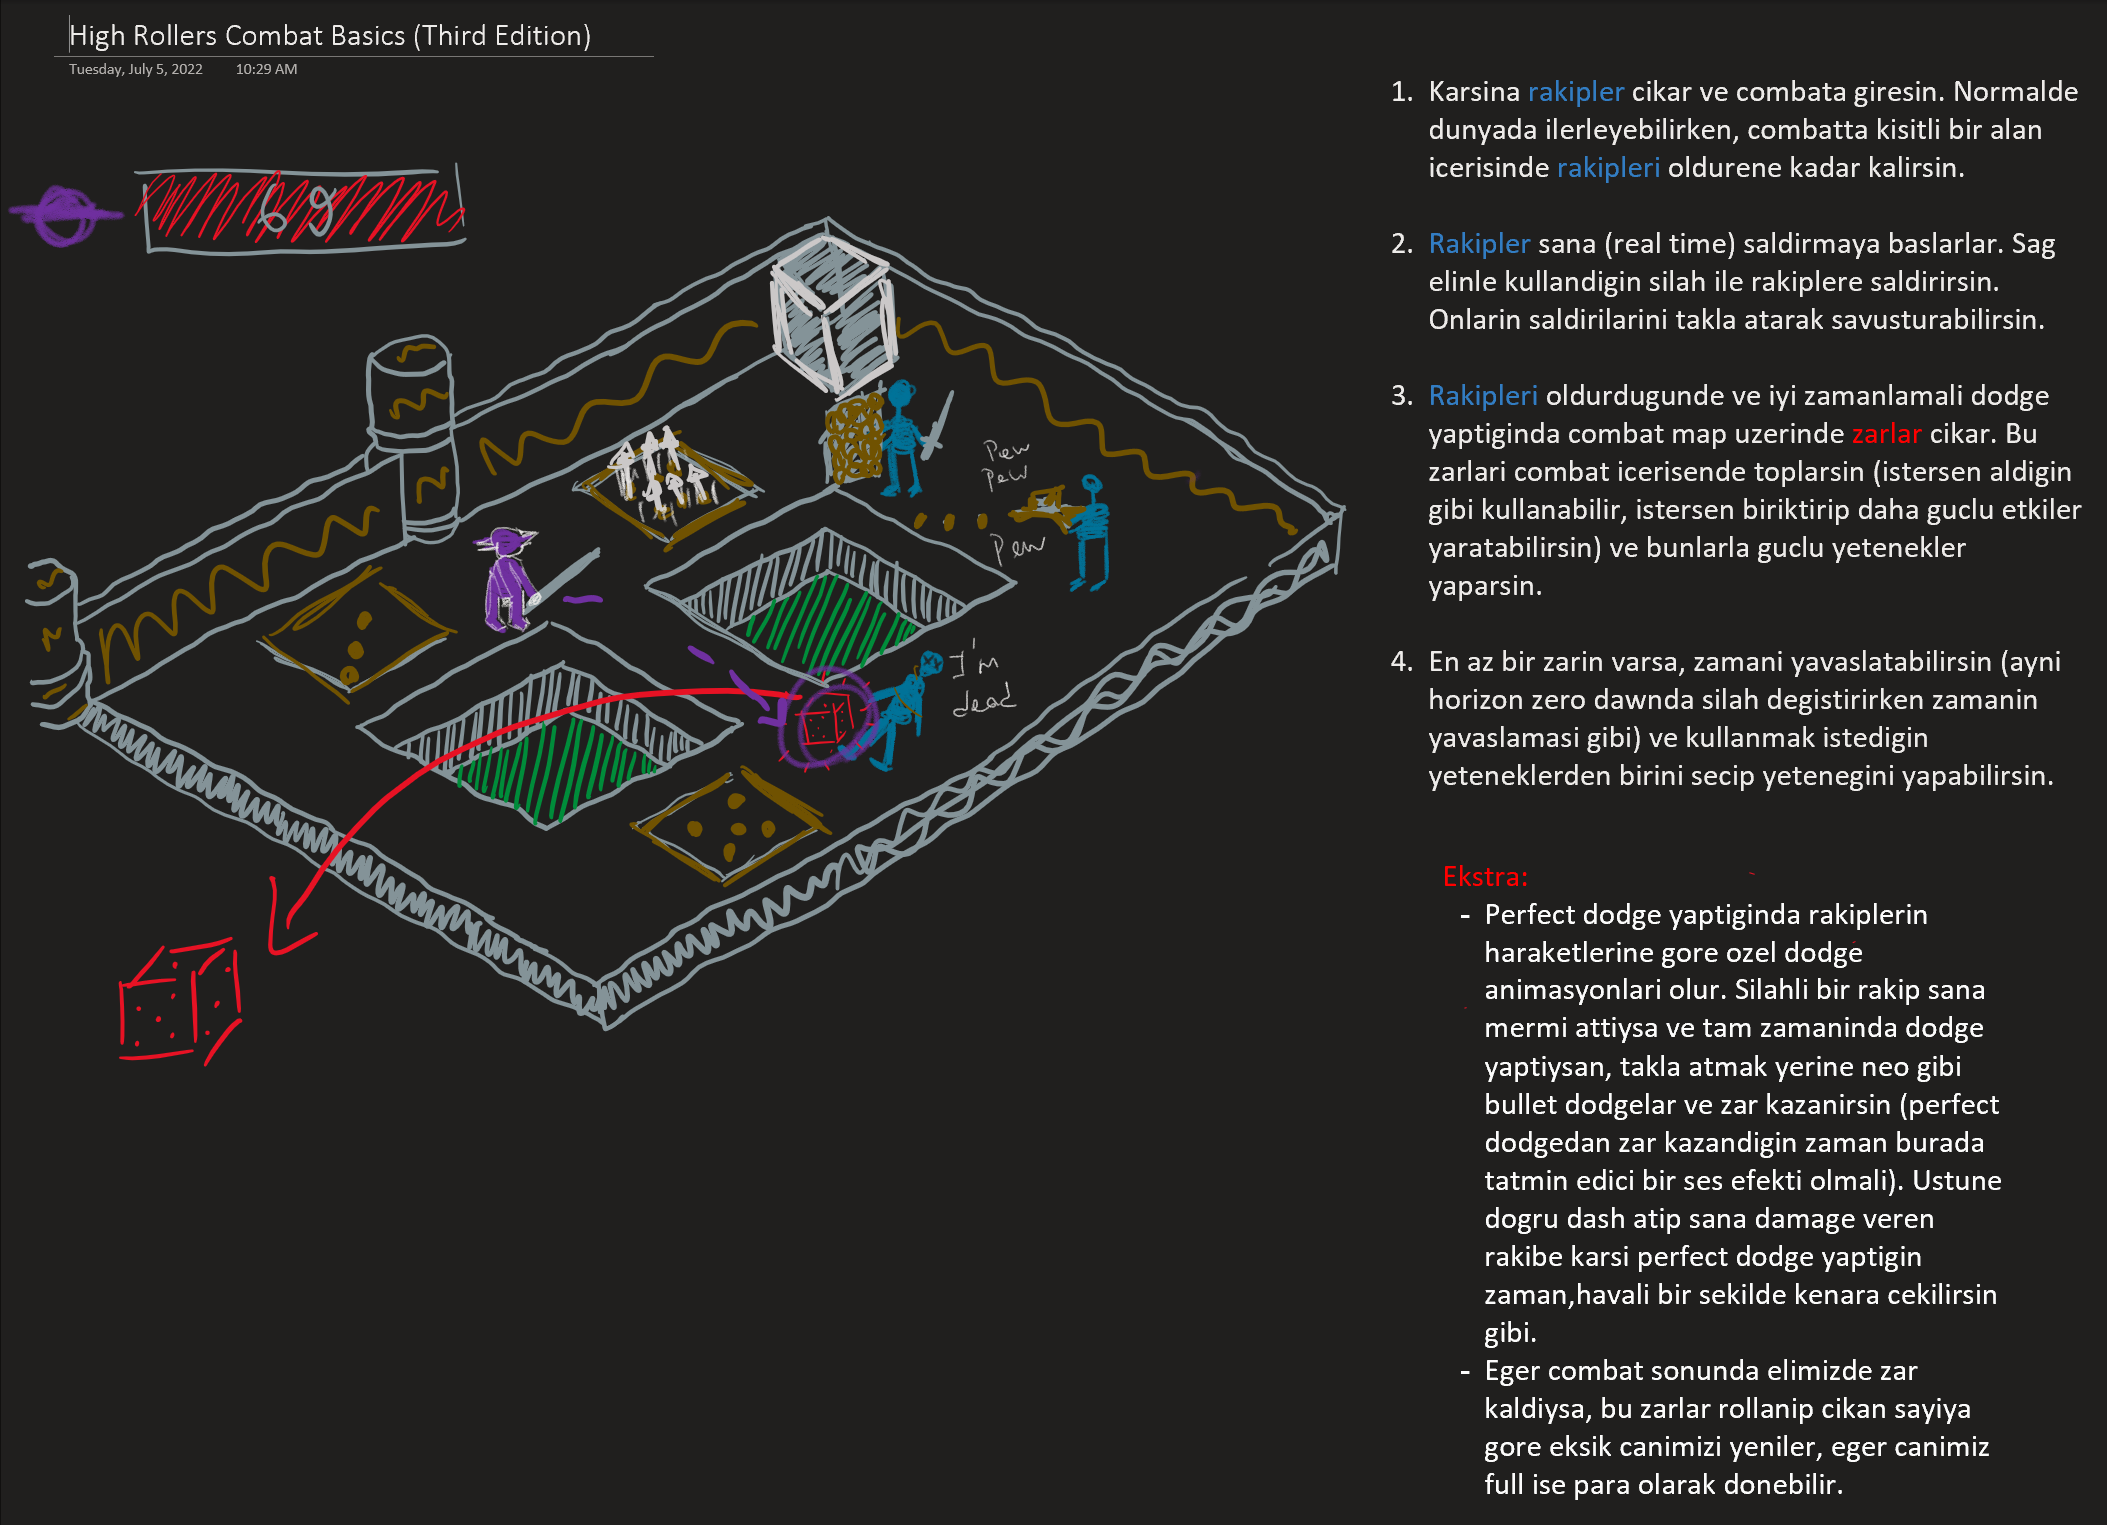 High Rollers Combat Basics (Third Edition)
Tuesday, July 5, 2022 10:29 AM
69
Pew
Pew
Pew
I'm
dead
1. Karsina rakipler cikar ve combata giresin. Normalde
dunyada ilerleyebilirken, combatta kisitli bir alan
icerisinde rakipleri oldurene kadar kalirsin.
2. Rakipler sana (real time) saldirmaya baslarlar. Sag
elinle kullandigin silah ile rakiplere saldirirsin.
Onlarin saldirilarini takla atarak savusturabilirsin.
3. Rakipleri oldurdugunde ve iyi zamanlamali dodge
yaptiginda combat map uzerinde zarlar cikar. Bu
zarlari combat icerisende toplarsin (istersen aldigin
gibi kullanabilir, istersen biriktirip daha guclu etkiler
yaratabilirsin) ve bunlarla guclu yetenekler
yaparsin.
4. En az bir zarin varsa, zamani yavaslatabilirsin (ayni
horizon zero dawnda silah degistirirken zamanin
yavaslamasi gibi) ve kullanmak istedigin
yeteneklerden birini secip yetenegini yapabilirsin.
Ekstra:
- Perfect dodge yaptiginda rakiplerin
haraketlerine gore ozel dodge
animasyonlari olur. Silahli bir rakip sana
mermi attiysa ve tam zamaninda dodge
yaptiysan, takla atmak yerine neo gibi
bullet dodgelar ve zar kazanirsin (perfect
dodgedan zar kazandigin zaman burada
tatmin edici bir ses efekti olmali). Ustune
dogru dash atip sana damage veren
rakibe karsi perfect dodge yaptigin
zaman,havali bir sekilde kenara cekilirsin
gibi.
- Eger combat sonunda elimizde zar
kaldiysa, bu zarlar rollanip cikan sayiya
gore eksik canimizi yeniler, eger canimiz
full ise para olarak donebilir.